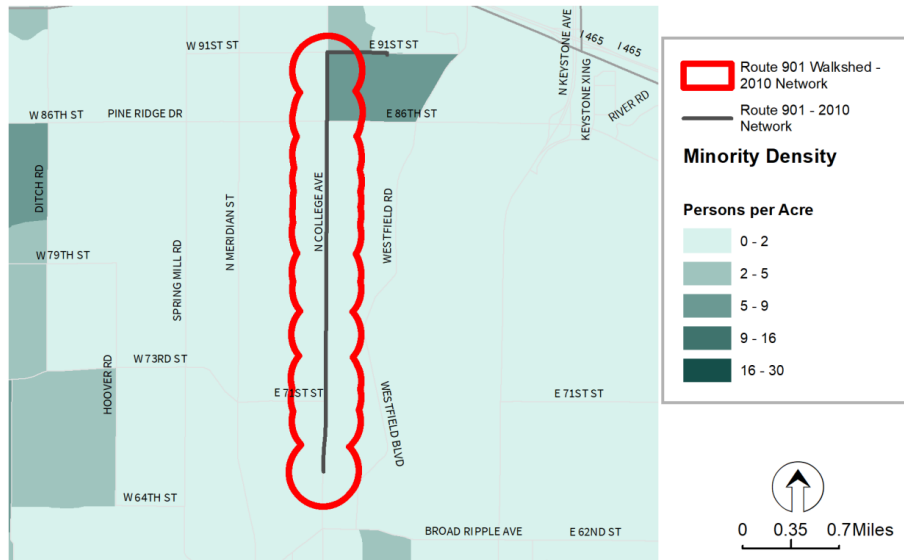 W 91ST ST
E 91ST ST
N KEYSTONE AVE
I 465
I 465
KEYSTONE XING
RIVER RD
W 86TH ST
PINE RIDGE DR
E 86TH ST
DITCH RD
N MERIDIAN ST
N COLLEGE AVE
WESTFIELD RD
SPRING MILL RD
W 79TH ST
HOOVER RD
W 73RD ST
E 71ST ST
E 71ST ST
WESTFIELD BLVD
W 64TH ST
BROAD RIPPLE AVE
E 62ND ST
Route 901 Walkshed -
2010 Network
Route 901 - 2010
Network
Minority Density
Persons per Acre
0 - 2
2 - 5
5 - 9
9 - 16
16 - 30
0 0.35 0.7Miles